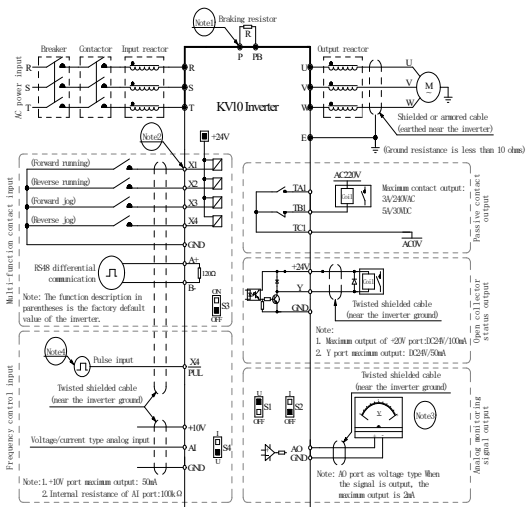 Note1
Braking resistor
R
P PB
Breaker Contactor Input reactor
Output reactor
AC power input
R R
S S
T T
KV10 Inverter
U U
V V
W W
M
~
Shielded or armored cable
(earthed near the inverter)
E
(Ground resistance is less than 10 ohms)
Note2
+24V
Multi-function contact input
(Forward running) X1
(Reverse running) X2
(Forward jog) X3
(Reverse jog) X4
GND
RS48 differential
communication
A+
120Ω
B-
ON
S3
OFF
Note: The function description in
parentheses is the factory default
value of the inverter.
TA1
TB1
TC1
AC220V
Coil
AC0V
Maximum contact output:
3A/240VAC
5A/30VDC
Passive contact
output
+24V
Y
GND
Coil
Twisted shielded cable
(near the inverter ground)
Note:
1. Maximum output of +20V port:DC24V/100mA
2. Y port maximum output: DC24V/50mA
Open collector
status output
Frequency control input
Note4
Pulse input
X4
PUL
Twisted shielded cable
(near the inverter ground)
+10V
Voltage/current type analog input
AI
GND
I
S4
U
Note:1.+10V port maximum output: 50mA
2.Internal resistance of AI port:100kΩ
Twisted shielded cable
(near the inverter ground)
U
S1
OFF
I
S2
OFF
V
Note3
- +
AO
GND
Note: AO port as voltage type When
the signal is output, the
maximum output is 2mA
Analog monitoring
signal output